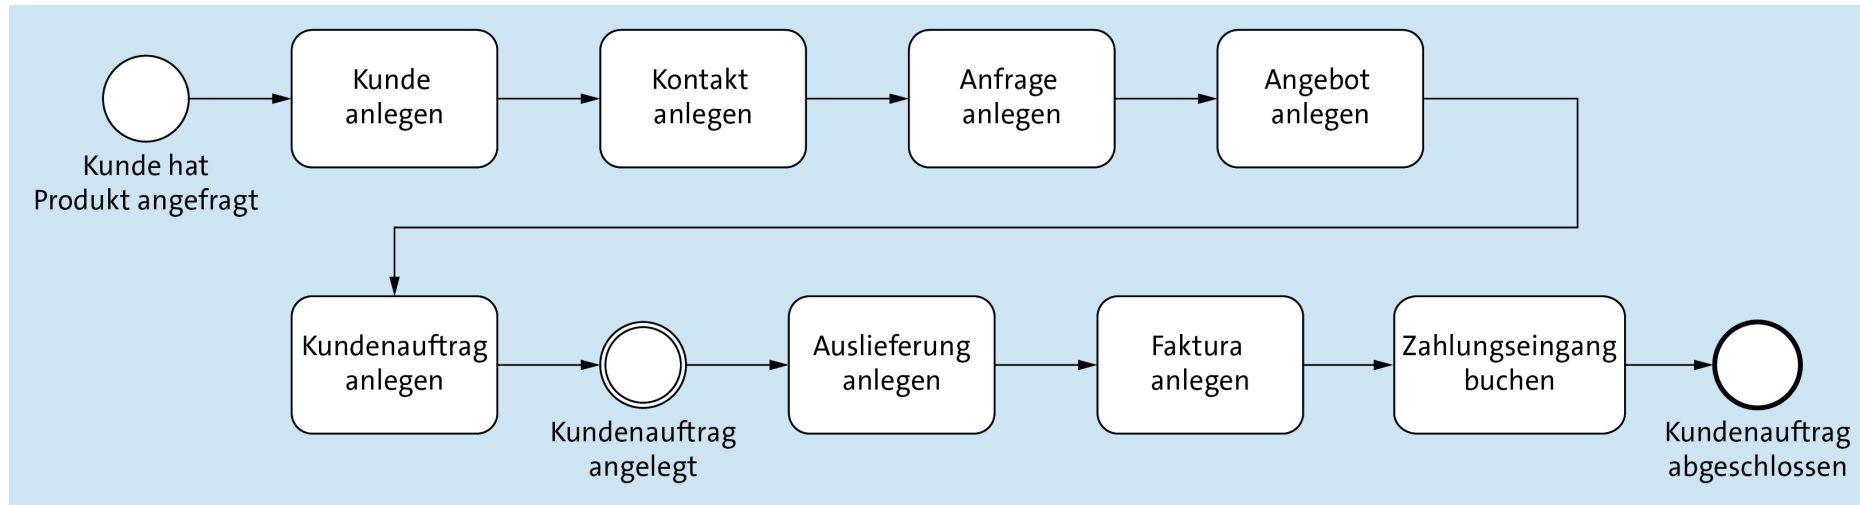 Kunde
anlegen
Kontakt
anlegen
Anfrage
anlegen
Angebot
anlegen
Kunde hat
Produkt angefragt
Kundenauftrag
anlegen
Kundenauftrag
angelegt
Auslieferung
anlegen
Faktura
anlegen
Zahlungseingang
buchen
Kundenauftrag
abgeschlossen